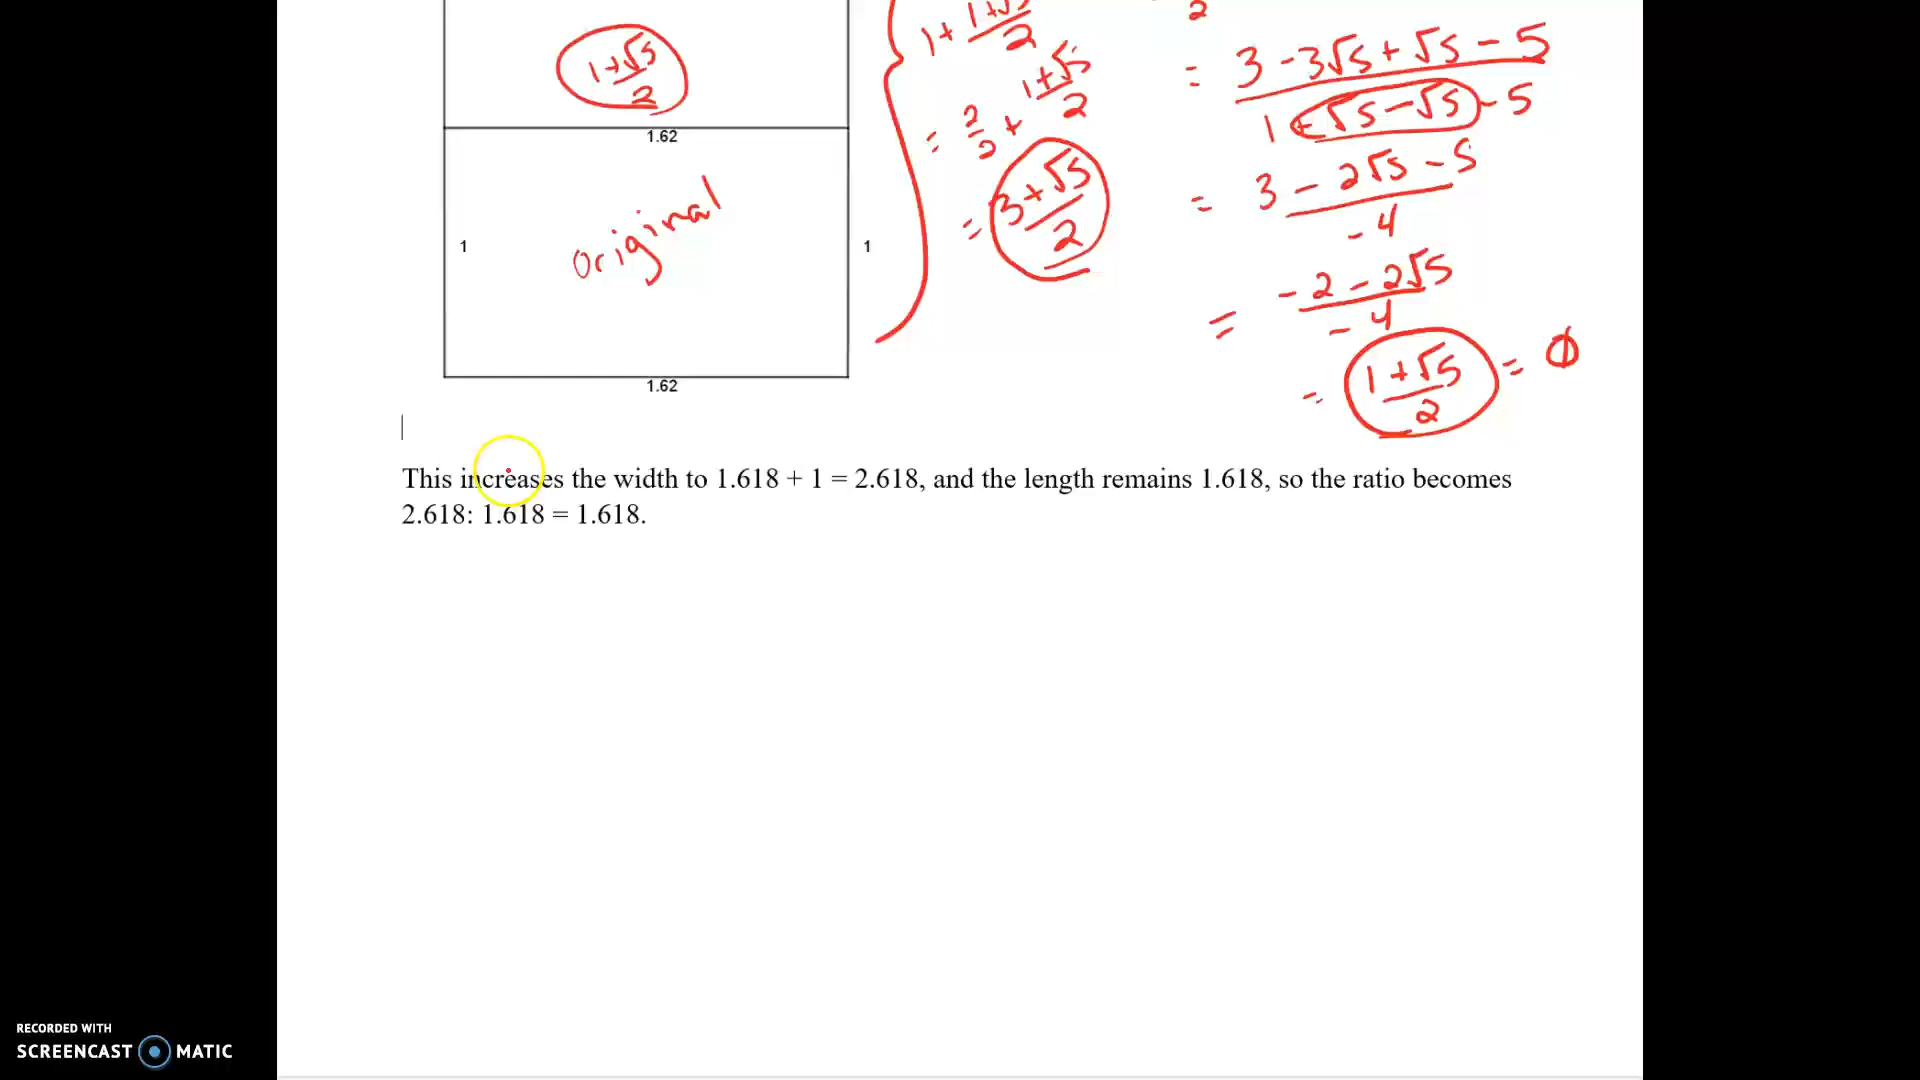 1+√5
2
1.62
Original
1
1
1.62
1+ 1+√5
2
= 2/2 + 1+√5/2
= 3+√5/2
2
= 3-3√5+√5-5
1+√5-√5-5
= 3-2√5-5
-4
= -2-2√5
-4
= 1+√5/2 = φ
This increases the width to 1.618 + 1 = 2.618, and the length remains 1.618, so the ratio becomes
2.618: 1.618 = 1.618.
RECORDED WITH
SCREENCAST MATIC